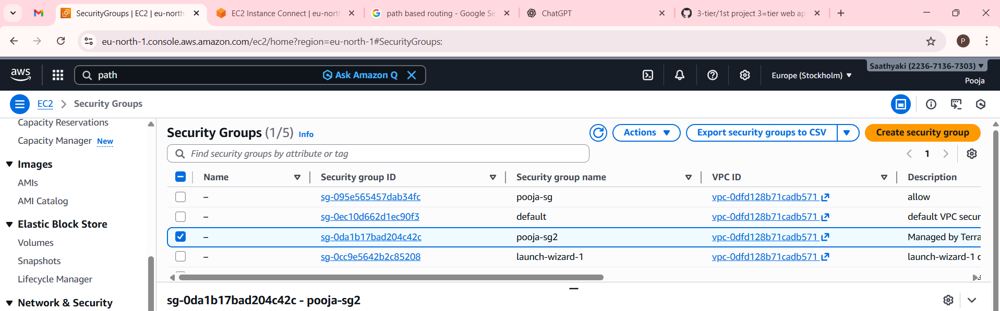 SecurityGroups | EC2 | eu-north
EC2 Instance Connect | eu-north
path based routing - Google Se
ChatGPT
3-tier/1st project 3=tier web ap
eu-north-1.console.aws.amazon.com/ec2/home?region=eu-north-1#SecurityGroups:
P
aws
path
Ask Amazon Q
Europe (Stockholm)
Saathyaki (2236-7136-7303)
Pooja
EC2
Security Groups
Capacity Reservations
Capacity Manager New
Images
AMIs
AMI Catalog
Elastic Block Store
Volumes
Snapshots
Lifecycle Manager
Network & Security
Security Groups (1/5) Info
Actions
Export security groups to CSV
Create security group
Find security groups by attribute or tag
1
Name Security group ID Security group name VPC ID Description
– sg-095e565457dab34fc pooja-sg vpc-0dfd128b71cadb571 allow
– sg-0ec10d662d1ec90f3 default vpc-0dfd128b71cadb571 default VPC secur
– sg-0da1b17bad204c42c pooja-sg2 vpc-0dfd128b71cadb571 Managed by Terra
– sg-0cc9e5642b2c85208 launch-wizard-1 vpc-0dfd128b71cadb571 launch-wizard-1 c
sg-0da1b17bad204c42c - pooja-sg2